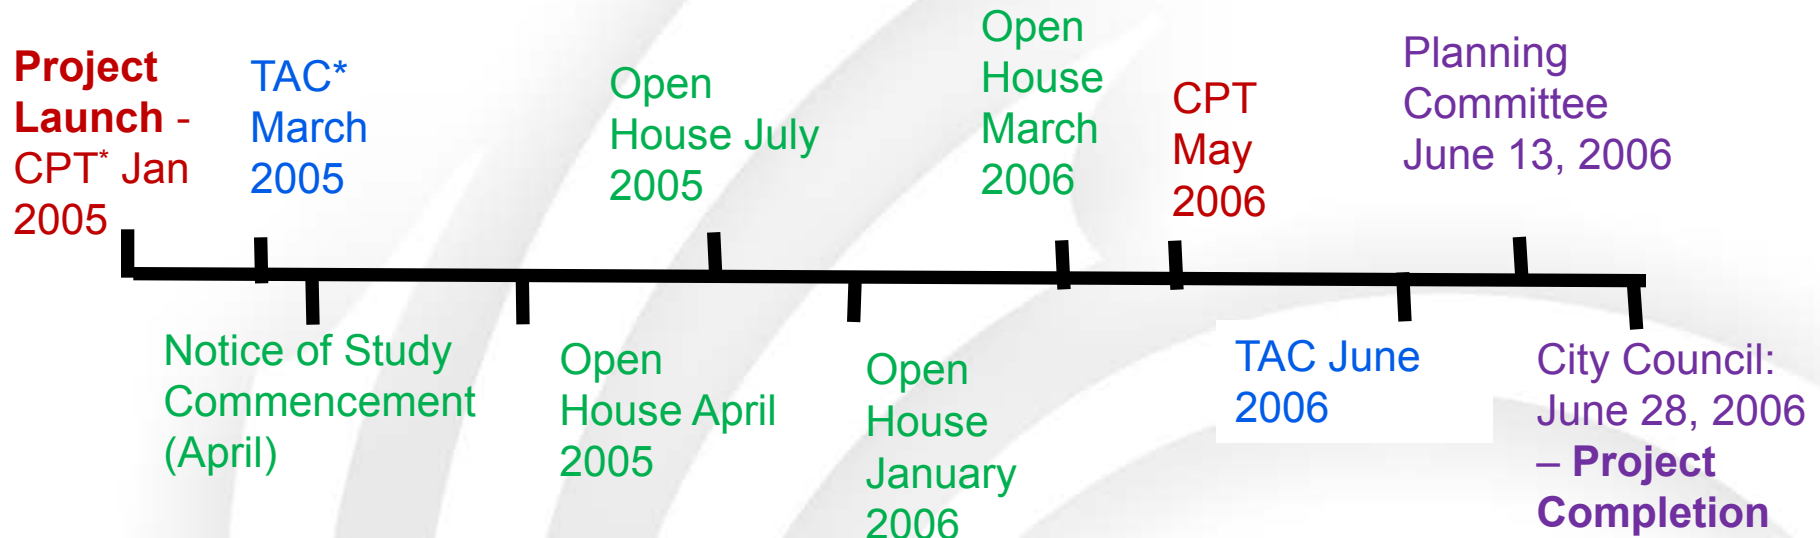 Project
Launch -
CPT* Jan
2005
TAC*
March
2005
Open
House July
2005
Open
House
March
2006
CPT
May
2006
Planning
Committee
June 13, 2006
Notice of Study
Commencement
(April)
Open
House April
2005
Open
House
January
2006
TAC June
2006
City Council:
June 28, 2006
– Project
Completion